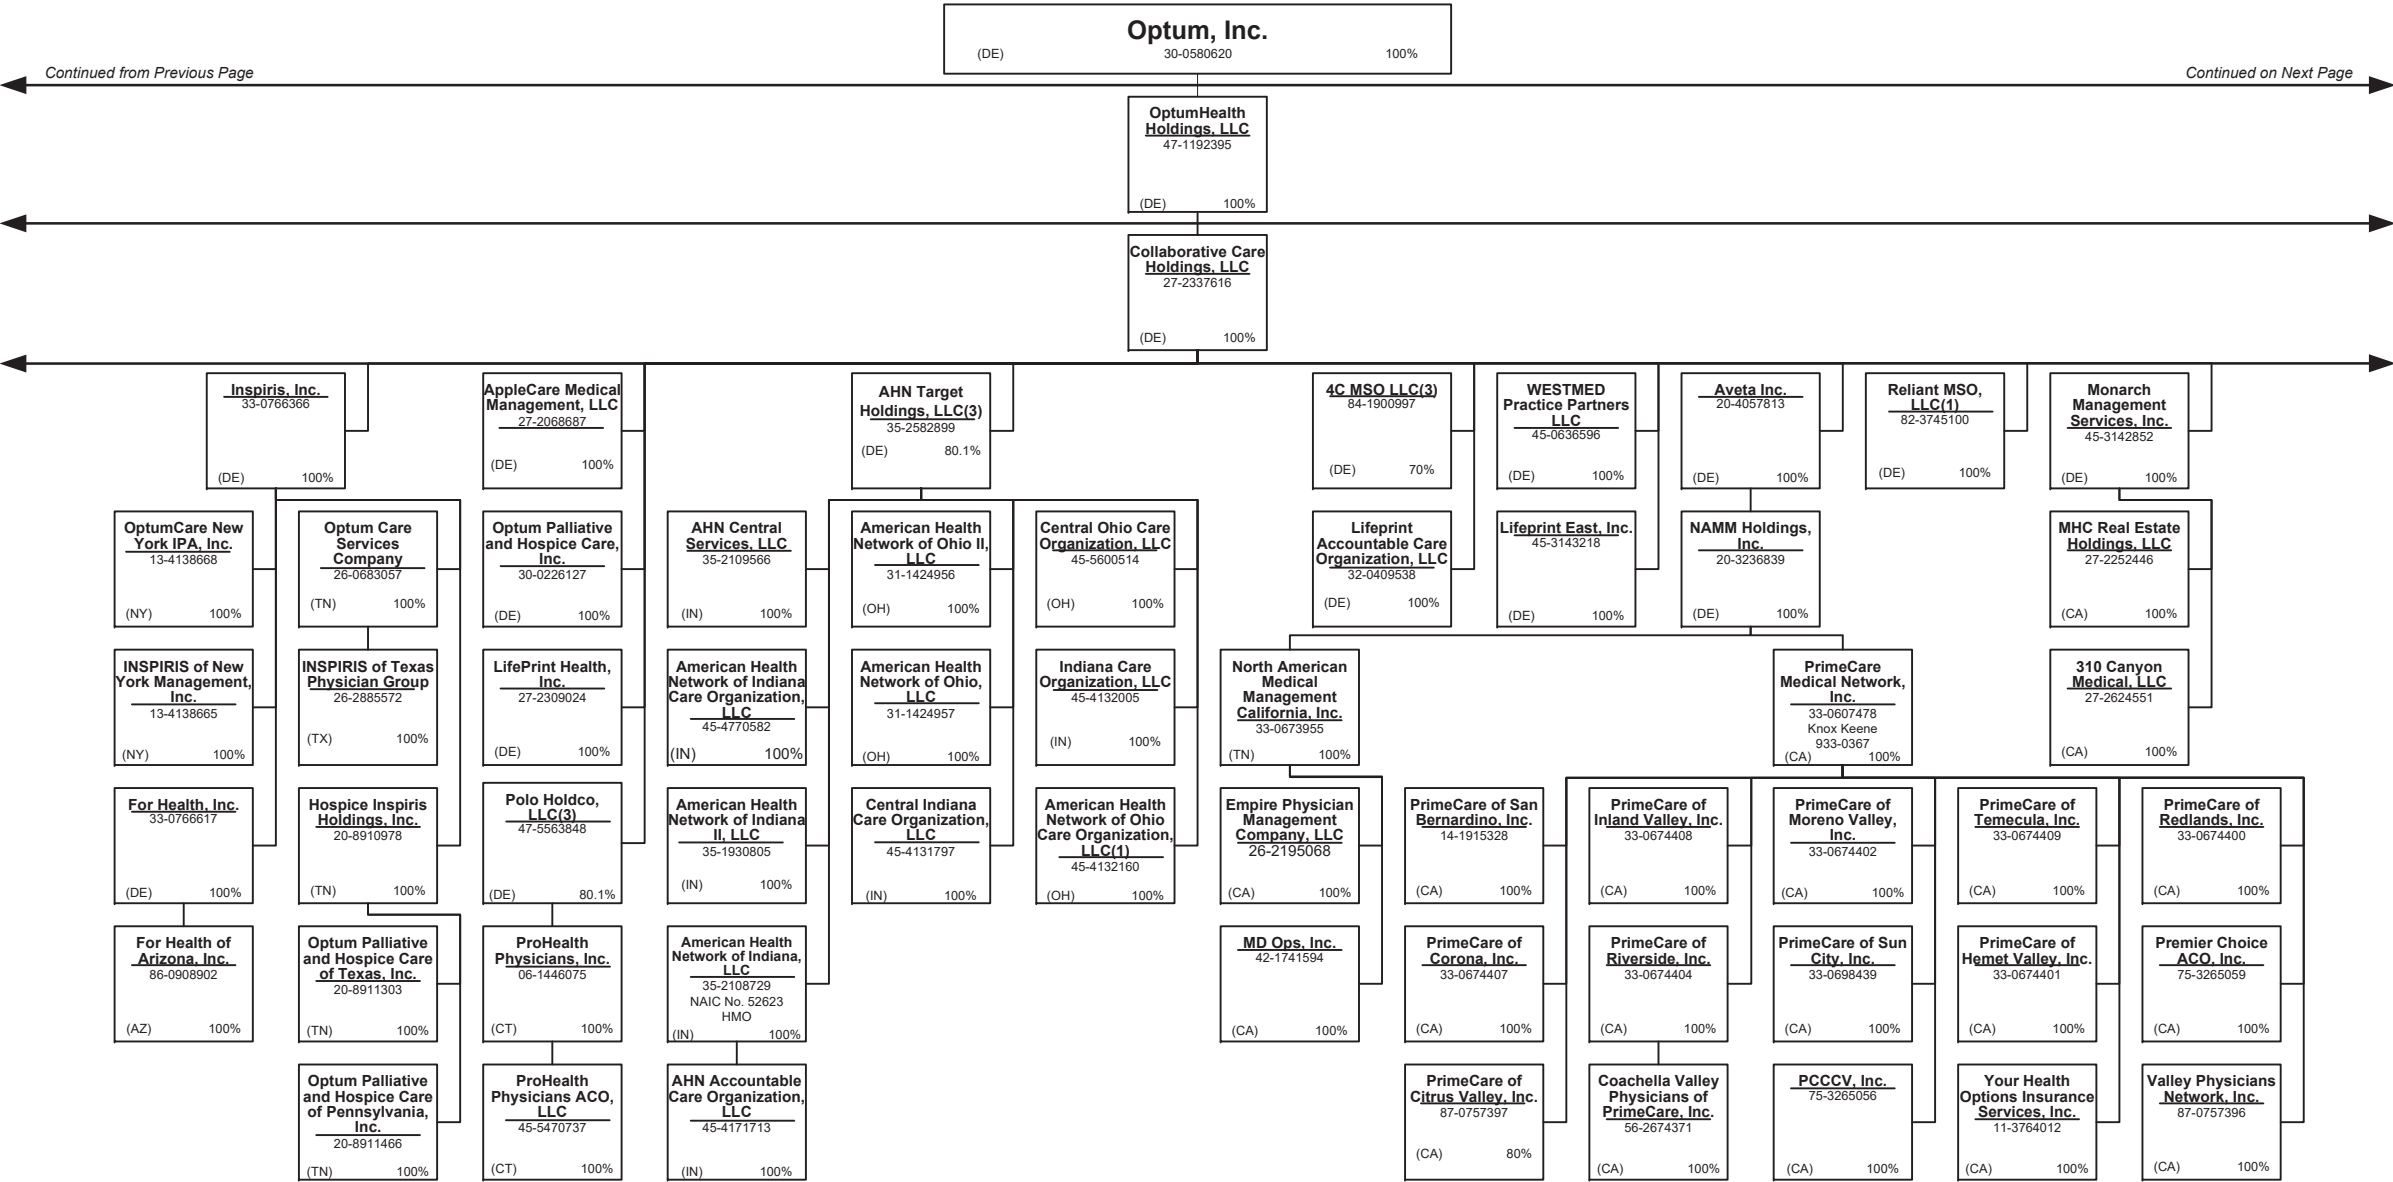 Optum, Inc.
(DE) 30-0580620 100%
Continued from Previous Page
Continued on Next Page
OptumHealth
Holdings, LLC
47-1192395
(DE) 100%
Collaborative Care
Holdings, LLC
27-2337616
(DE) 100%
Inspiris, Inc.
33-0766366
(DE) 100%
AppleCare Medical
Management, LLC
27-2068687
(DE) 100%
AHN Target
Holdings, LLC(3)
35-2582899
(DE) 80.1%
4C MSO LLC(3)
84-1900997
(DE) 70%
WESTMED
Practice Partners
LLC
45-0636596
(DE) 100%
Aveta Inc.
20-4057813
(DE) 100%
Reliant MSO,
LLC(1)
82-3745100
(DE) 100%
Monarch
Management
Services, Inc.
45-3142852
(DE) 100%
OptumCare New
York IPA, Inc.
13-4138668
(NY) 100%
Optum Care
Services
Company
26-0683057
(TN) 100%
Optum Palliative
and Hospice Care,
Inc.
30-0226127
(DE) 100%
AHN Central
Services, LLC
35-2109566
(IN) 100%
American Health
Network of Ohio II,
LLC
31-1424956
(OH) 100%
Central Ohio Care
Organization, LLC
45-5600514
(OH) 100%
Lifeprint
Accountable Care
Organization, LLC
32-0409538
(DE) 100%
Lifeprint East, Inc.
45-3143218
(DE) 100%
NAMM Holdings,
Inc.
20-3236839
(DE) 100%
MHC Real Estate
Holdings, LLC
27-2252446
(CA) 100%
INSPIRIS of New
York Management,
Inc.
13-4138665
(NY) 100%
INSPIRIS of Texas
Physician Group
26-2885572
(TX) 100%
LifePrint Health,
Inc.
27-2309024
(DE) 100%
American Health
Network of Indiana
Care Organization,
LLC
45-4770582
(IN) 100%
American Health
Network of Ohio,
LLC
31-1424957
(OH) 100%
Indiana Care
Organization, LLC
45-4132005
(IN) 100%
North American
Medical
Management
California, Inc.
33-0673955
(TN) 100%
PrimeCare
Medical Network,
Inc.
33-0607478
Knox Keene
933-0367
(CA) 100%
310 Canyon
Medical, LLC
27-2624551
(CA) 100%
For Health, Inc.
33-0766617
(DE) 100%
Hospice Inspiris
Holdings, Inc.
20-8910978
(TN) 100%
Polo Holdco,
LLC(3)
47-5563848
(DE) 80.1%
American Health
Network of Indiana
II, LLC
35-1930805
(IN) 100%
Central Indiana
Care Organization,
LLC
45-4131797
(IN) 100%
American Health
Network of Ohio
Care Organization,
LLC(1)
45-4132160
(OH) 100%
Empire Physician
Management
Company, LLC
26-2195068
(CA) 100%
PrimeCare of San
Bernardino, Inc.
14-1915328
(CA) 100%
PrimeCare of
Inland Valley, Inc.
33-0674408
(CA) 100%
PrimeCare of
Moreno Valley,
Inc.
33-0674402
(CA) 100%
PrimeCare of
Temecula, Inc.
33-0674409
(CA) 100%
PrimeCare of
Redlands, Inc.
33-0674400
(CA) 100%
For Health of
Arizona, Inc.
86-0908902
(AZ) 100%
Optum Palliative
and Hospice Care
of Texas, Inc.
20-8911303
(TN) 100%
ProHealth
Physicians, Inc.
06-1446075
(CT) 100%
American Health
Network of Indiana,
LLC
35-2108729
NAIC No. 52623
HMO
(IN) 100%
MD Ops, Inc.
42-1741594
(CA) 100%
PrimeCare of
Corona, Inc.
33-0674407
(CA) 100%
PrimeCare of
Riverside, Inc.
33-0674404
(CA) 100%
PrimeCare of Sun
City, Inc.
33-0698439
(CA) 100%
PrimeCare of
Hemet Valley, Inc.
33-0674401
(CA) 100%
Premier Choice
ACO, Inc.
75-3265059
(CA) 100%
Optum Palliative
and Hospice Care
of Pennsylvania,
Inc.
20-8911466
(TN) 100%
ProHealth
Physicians ACO,
LLC
45-5470737
(CT) 100%
AHN Accountable
Care Organization,
LLC
45-4171713
(IN) 100%
PrimeCare of
Citrus Valley, Inc.
87-0757397
(CA) 80%
Coachella Valley
Physicians of
PrimeCare, Inc.
56-2674371
(CA) 100%
PCCCV, Inc.
75-3265056
(CA) 100%
Your Health
Options Insurance
Services, Inc.
11-3764012
(CA) 100%
Valley Physicians
Network, Inc.
87-0757396
(CA) 100%